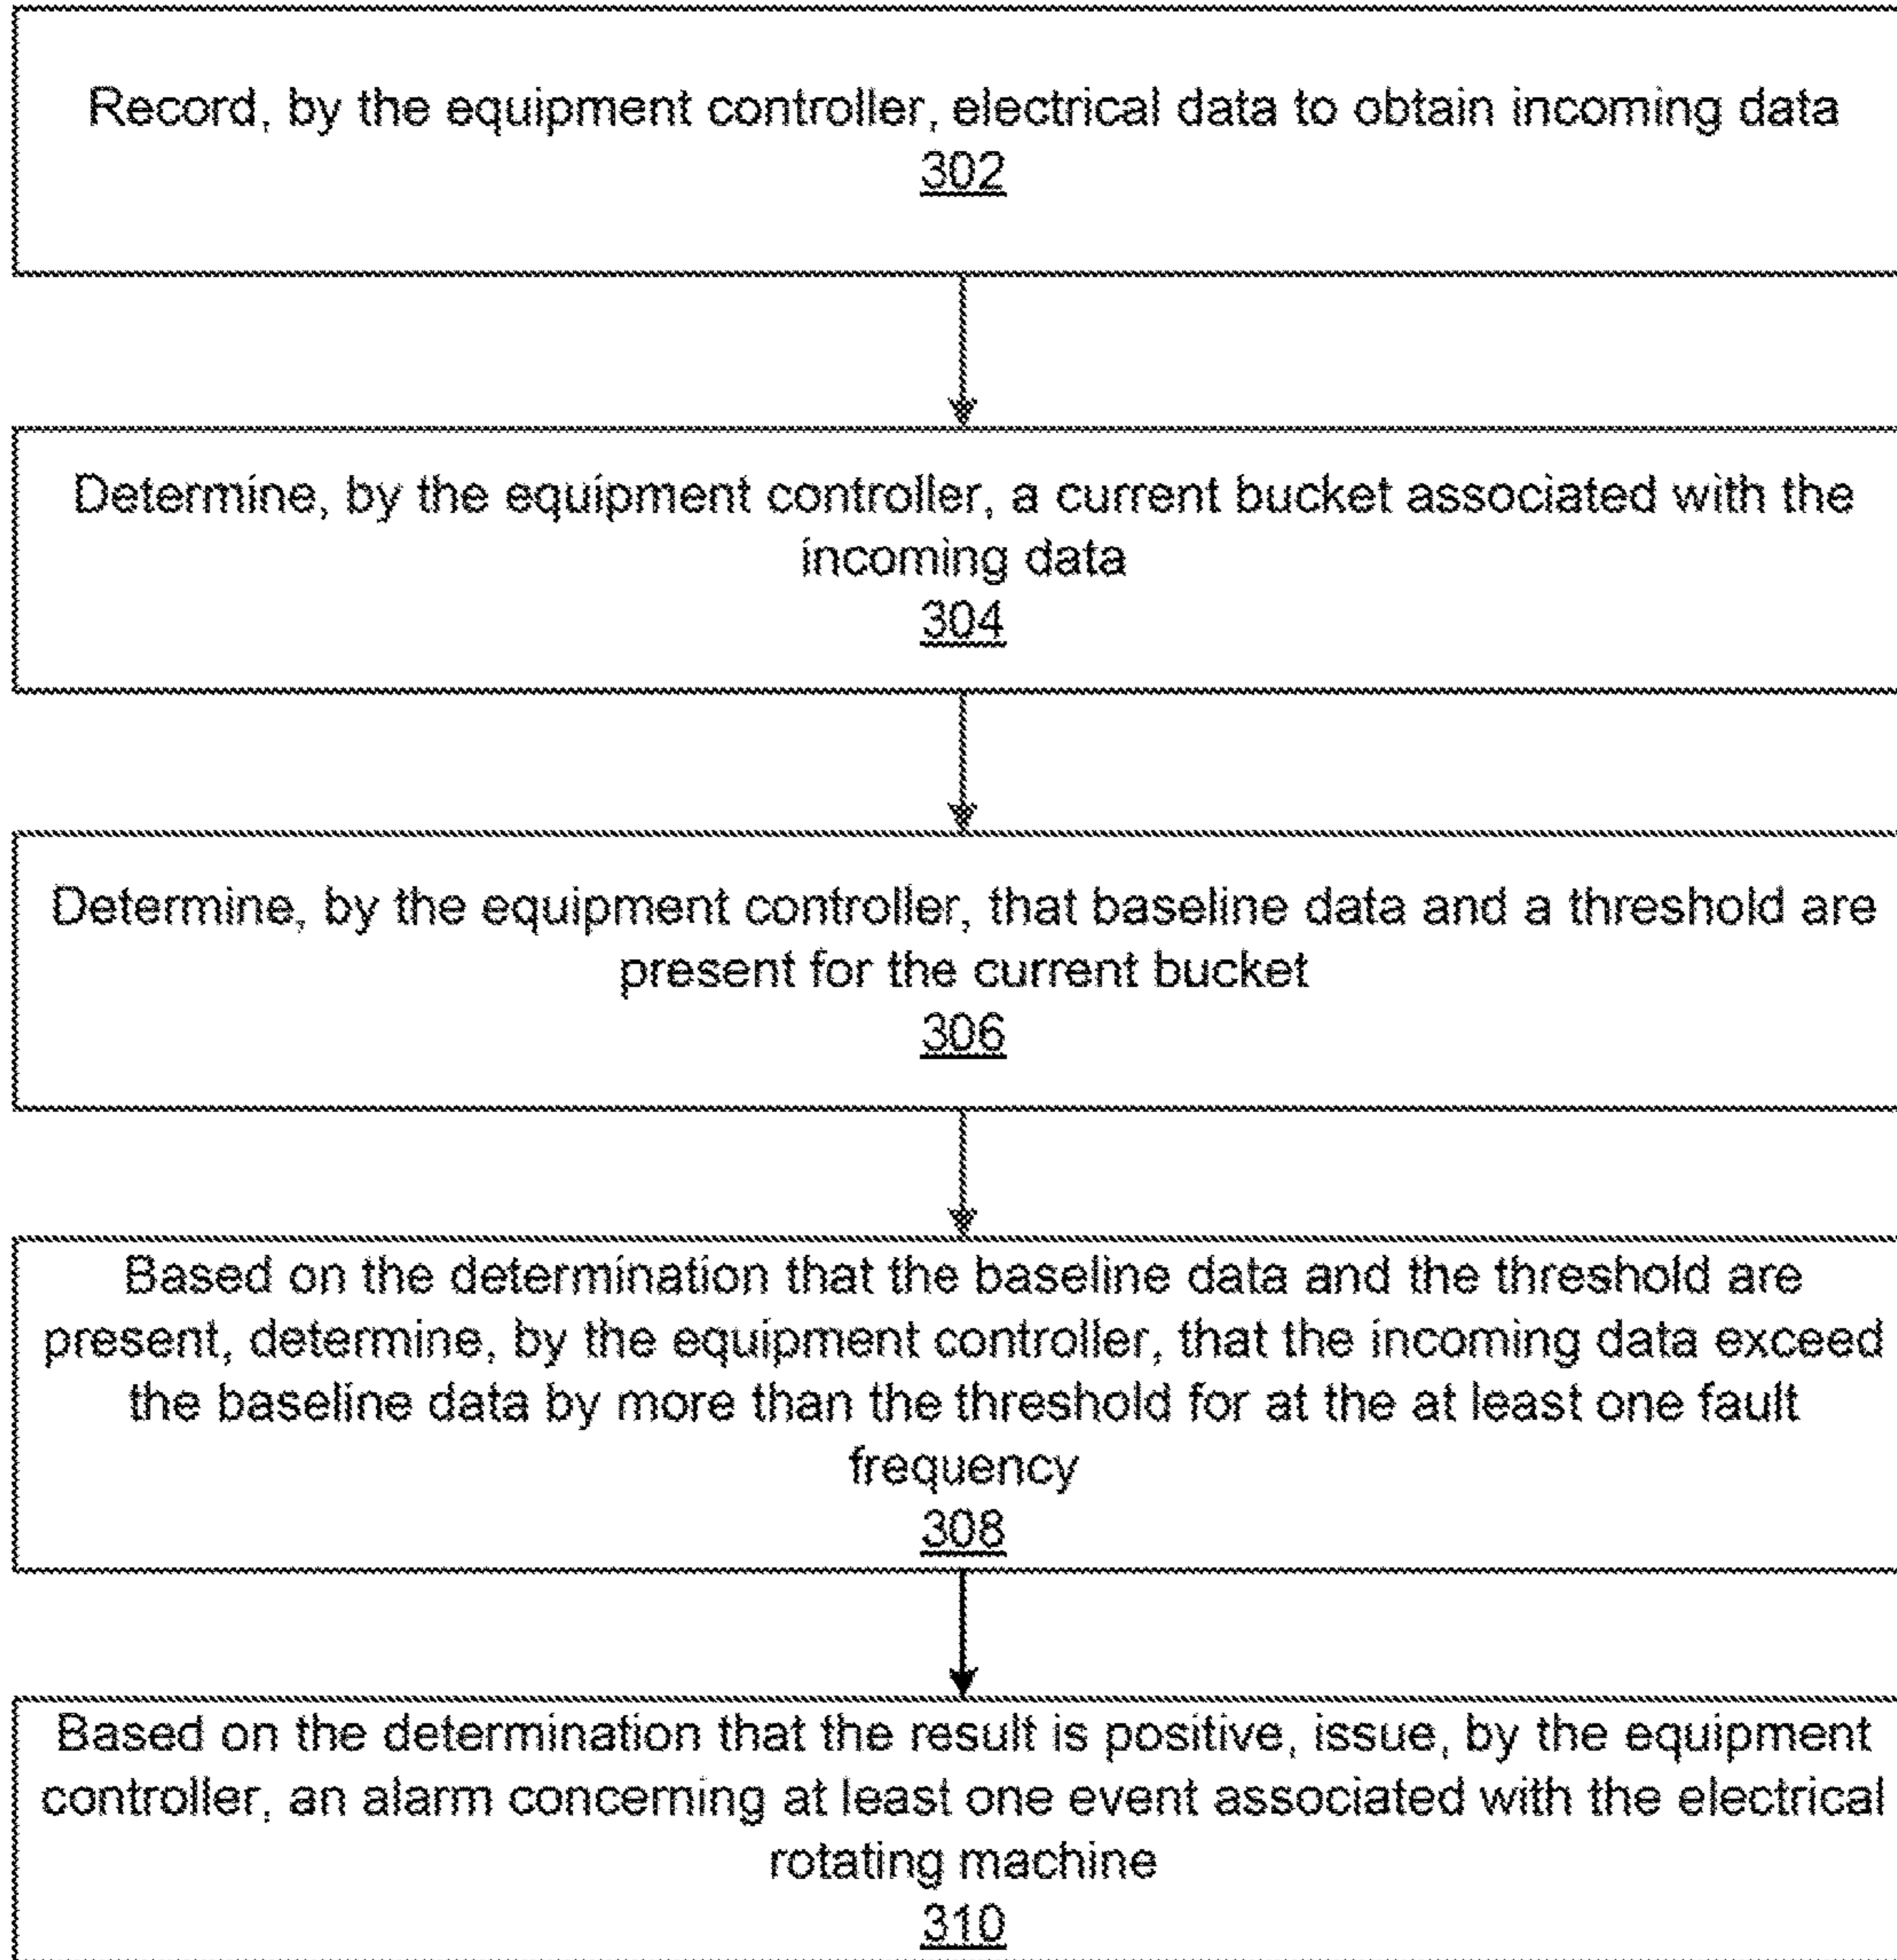 Record, by the equipment controller, electrical data to obtain incoming data
302
Determine, by the equipment controller, a current bucket associated with the
incoming data
304
Determine, by the equipment controller, that baseline data and a threshold are
present for the current bucket
306
Based on the determination that the baseline data and the threshold are
present, determine, by the equipment controller, that the incoming data exceed
the baseline data by more than the threshold for at the at least one fault
frequency
308
Based on the determination that the result is positive, issue, by the equipment
controller, an alarm concerning at least one event associated with the electrical
rotating machine
310